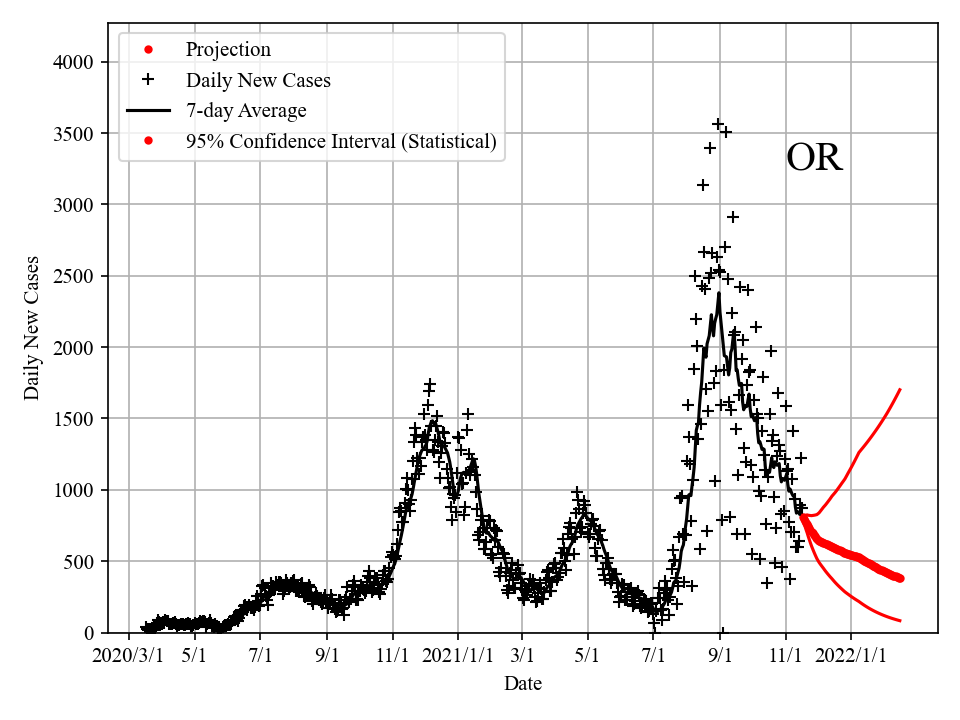 Projection
Daily New Cases
7-day Average
95% Confidence Interval (Statistical)
OR
Daily New Cases
4000
3500
3000
2500
2000
1500
1000
500
0
2020/3/1 5/1 7/1 9/1 11/1 2021/1/1 3/1 5/1 7/1 9/1 11/1 2022/1/1
Date